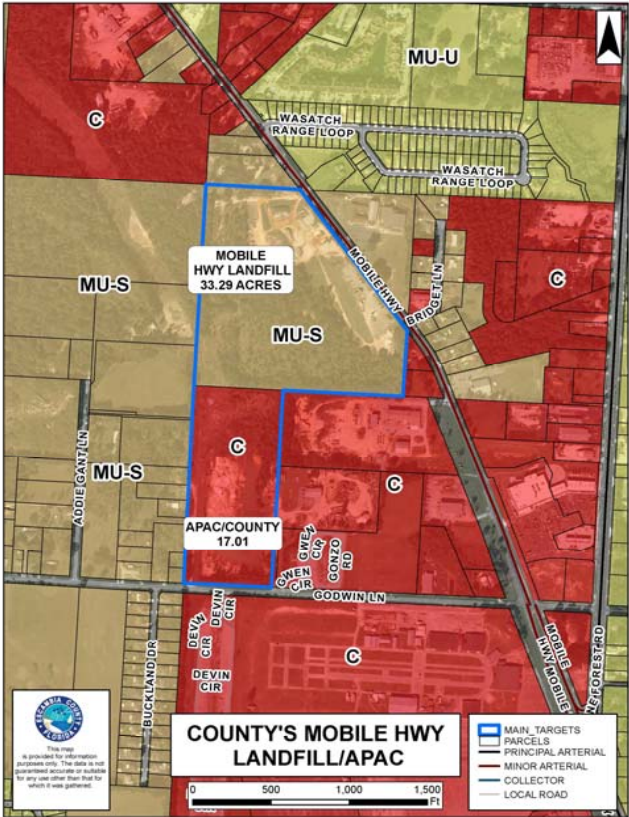 MU-U
C
WASATCH
RANGE LOOP
WASATCH
RANGE LOOP
MOBILE
HWY LANDFILL
33.29 ACRES
MOBILE HWY
BRIDGET LN
C
MU-S
MU-S
ADDIE GANT LN
MU-S
C
C
APAC/COUNTY
17.01
GWEN
CIR
GONZO
RD
GWEN
CIR
GODWIN LN
DEVIN
CIR
DEVIN
CIR
DEVIN
CIR
C
BUCKLAND DR
MOBILE
HWY
MOBILE
NE FOREST RD
ESCAMBIA COUNTY
FLORIDA
This map
is provided for information
purposes only. The data is not
guaranteed accurate or suitable
for any use other than that for
which it was gathered.
COUNTY'S MOBILE HWY
LANDFILL/APAC
0 500 1,000 1,500
Ft
MAIN_TARGETS
PARCELS
PRINCIPAL ARTERIAL
MINOR ARTERIAL
COLLECTOR
LOCAL ROAD